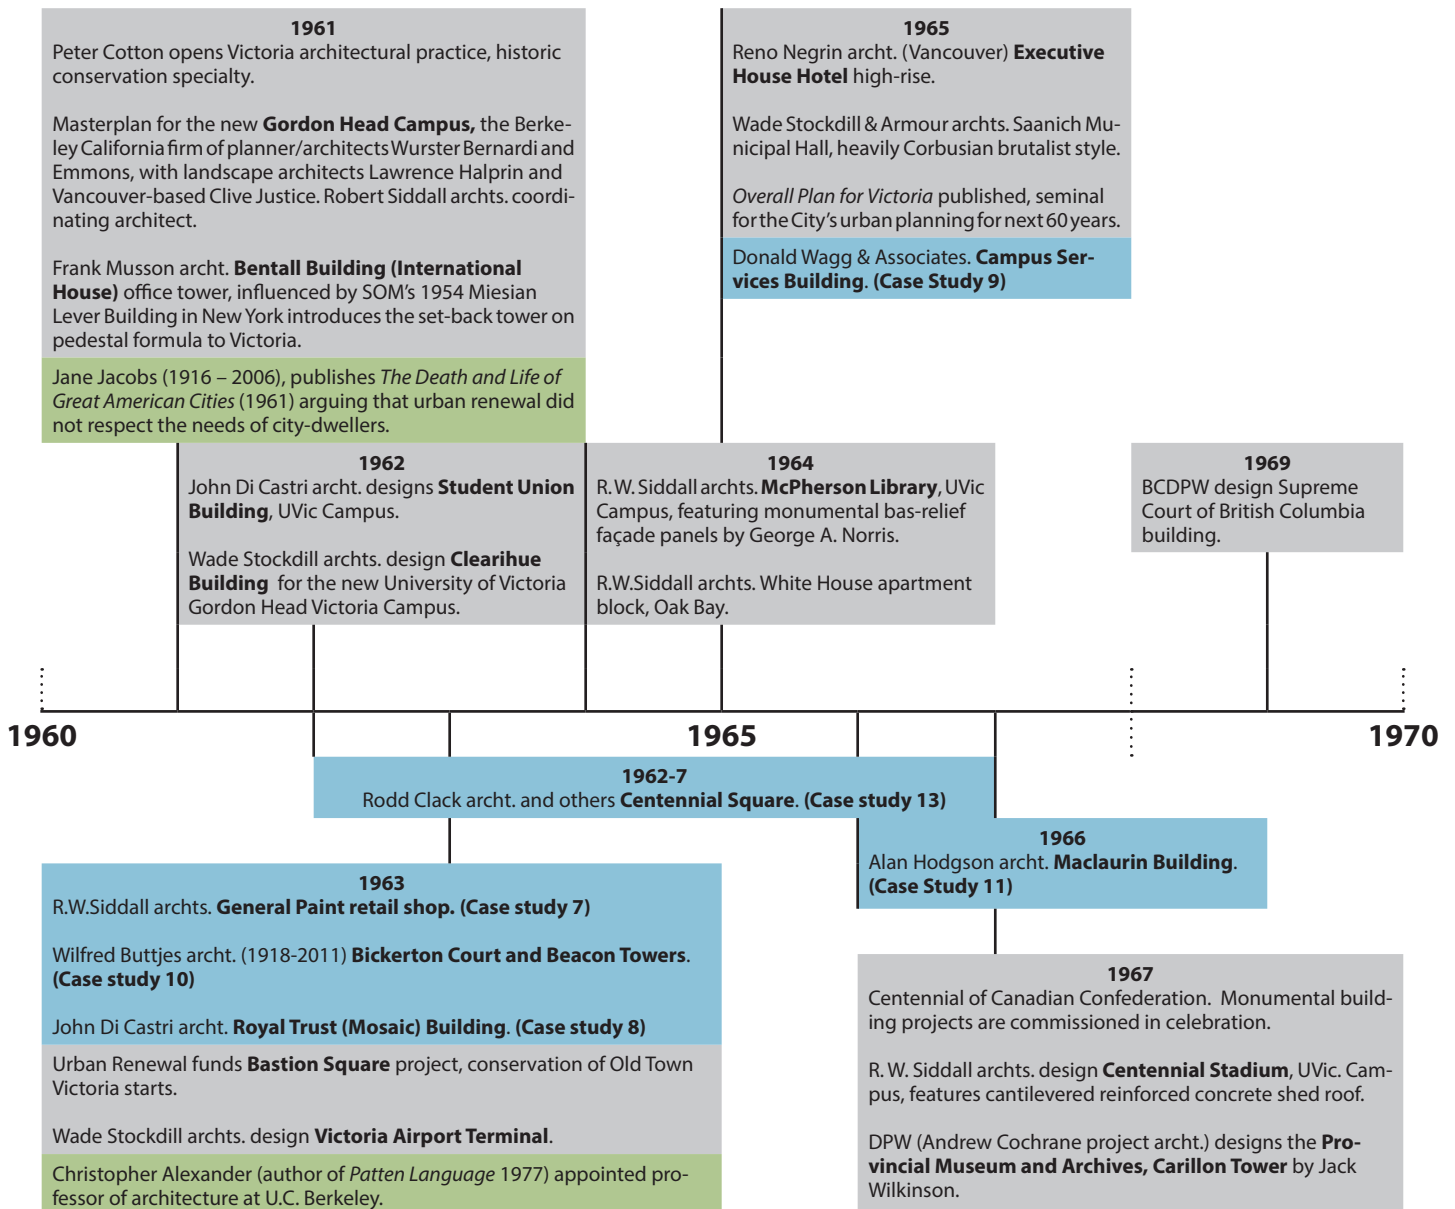 1961
Peter Cotton opens Victoria architectural practice, historic
conservation specialty.
Masterplan for the new Gordon Head Campus, the Berke-
ley California firm of planner/architects Wurster Bernardi and
Emmons, with landscape architects Lawrence Halprin and
Vancouver-based Clive Justice. Robert Siddall archts. coordi-
nating architect.
Frank Musson archt. Bentall Building (International
House) office tower, influenced by SOM's 1954 Miesian
Lever Building in New York introduces the set-back tower on
pedestal formula to Victoria.
Jane Jacobs (1916 – 2006), publishes The Death and Life of
Great American Cities (1961) arguing that urban renewal did
not respect the needs of city-dwellers.
1965
Reno Negrin archt. (Vancouver) Executive
House Hotel high-rise.
Wade Stockdill & Armour archts. Saanich Mu-
nicipal Hall, heavily Corbusian brutalist style.
Overall Plan for Victoria published, seminal
for the City's urban planning for next 60 years.
Donald Wagg & Associates. Campus Ser-
vices Building. (Case Study 9)
1962
John Di Castri archt. designs Student Union
Building, UVic Campus.
Wade Stockdill archts. design Clearihue
Building for the new University of Victoria
Gordon Head Victoria Campus.
1964
R.W. Siddall archts. McPherson Library, UVic
Campus, featuring monumental bas-relief
façade panels by George A. Norris.
R.W.Siddall archts. White House apartment
block, Oak Bay.
1969
BCDPW design Supreme
Court of British Columbia
building.
1960
1965
1970
1962-7
Rodd Clack archt. and others Centennial Square. (Case study 13)
1966
Alan Hodgson archt. Maclaurin Building.
(Case Study 11)
1963
R.W.Siddall archts. General Paint retail shop. (Case study 7)
Wilfred Buttjes archt. (1918-2011) Bickerton Court and Beacon Towers.
(Case study 10)
John Di Castri archt. Royal Trust (Mosaic) Building. (Case study 8)
Urban Renewal funds Bastion Square project, conservation of Old Town
Victoria starts.
Wade Stockdill archts. design Victoria Airport Terminal.
Christopher Alexander (author of Patten Language 1977) appointed pro-
fessor of architecture at U.C. Berkeley.
1967
Centennial of Canadian Confederation. Monumental build-
ing projects are commissioned in celebration.
R. W. Siddall archts. design Centennial Stadium, UVic. Cam-
pus, features cantilevered reinforced concrete shed roof.
DPW (Andrew Cochrane project archt.) designs the Pro-
vincial Museum and Archives, Carillon Tower by Jack
Wilkinson.